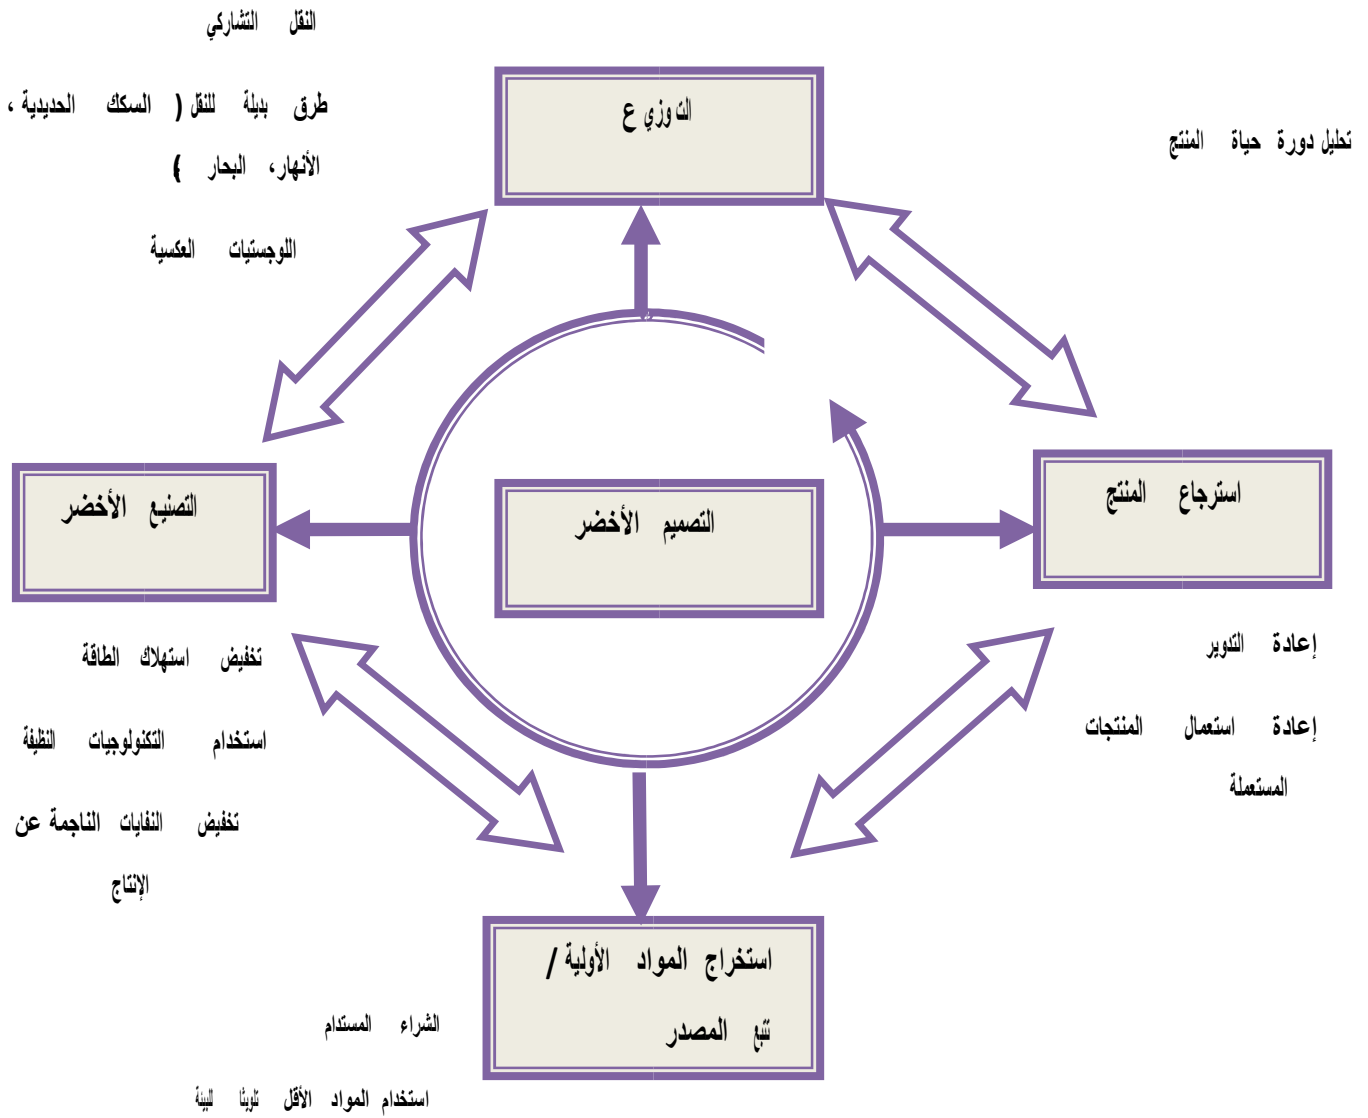 النقل التشاركي
طرق بديلة للنقل ( السكك الحديدية ،
الأنهار، البحار )
اللوجستيات العكسية
التوزيع
تحليل دورة حياة المنتج
التصنيع الأخضر
التصميم الأخضر
استرجاع المنتج
تخفيض استهلاك الطاقة
استخدام التكنولوجيات النظيفة
تخفيض النفايات الناجمة عن
الإنتاج
إعادة التدوير
إعادة استعمال المنتجات
المستعملة
استخراج المواد الأولية /
تتبع المصدر
الشراء المستدام
استخدام المواد الأقل تلويثا للبيئة